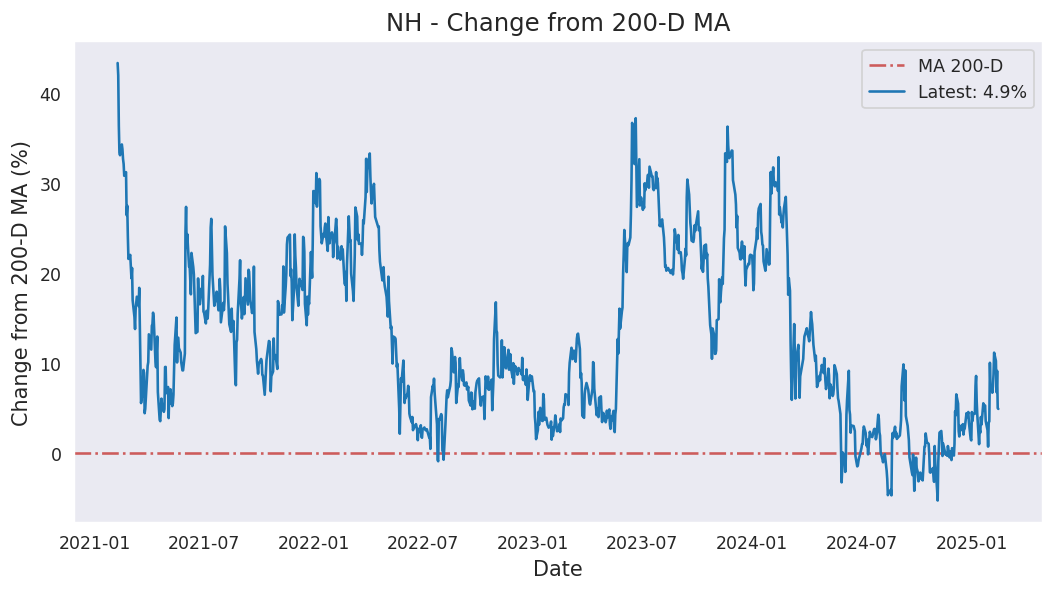 NH - Change from 200-D MA
MA 200-D
Latest: 4.9%
Change from 200-D MA (%)
40
30
20
10
0
2021-01 2021-07 2022-01 2022-07 2023-01 2023-07 2024-01 2024-07 2025-01
Date